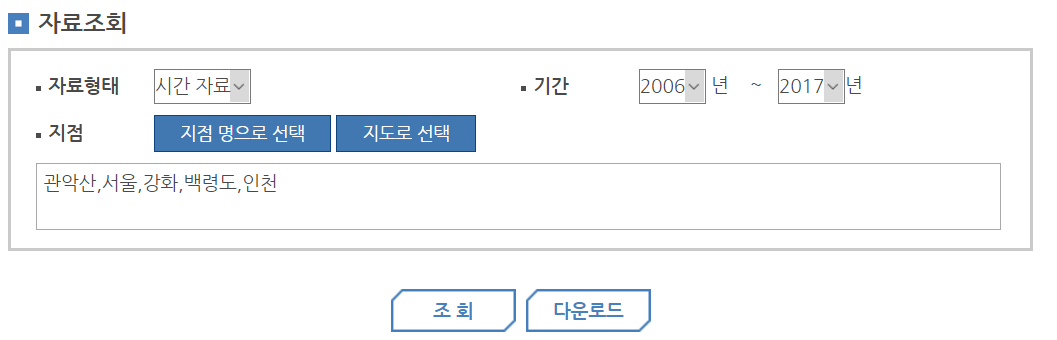 자료조회
자료형태 시간 자료 기간 2006 년 ~ 2017 년
지점 지점 명으로 선택 지도로 선택
관악산,서울,강화,백령도,인천
조 회 다운로드